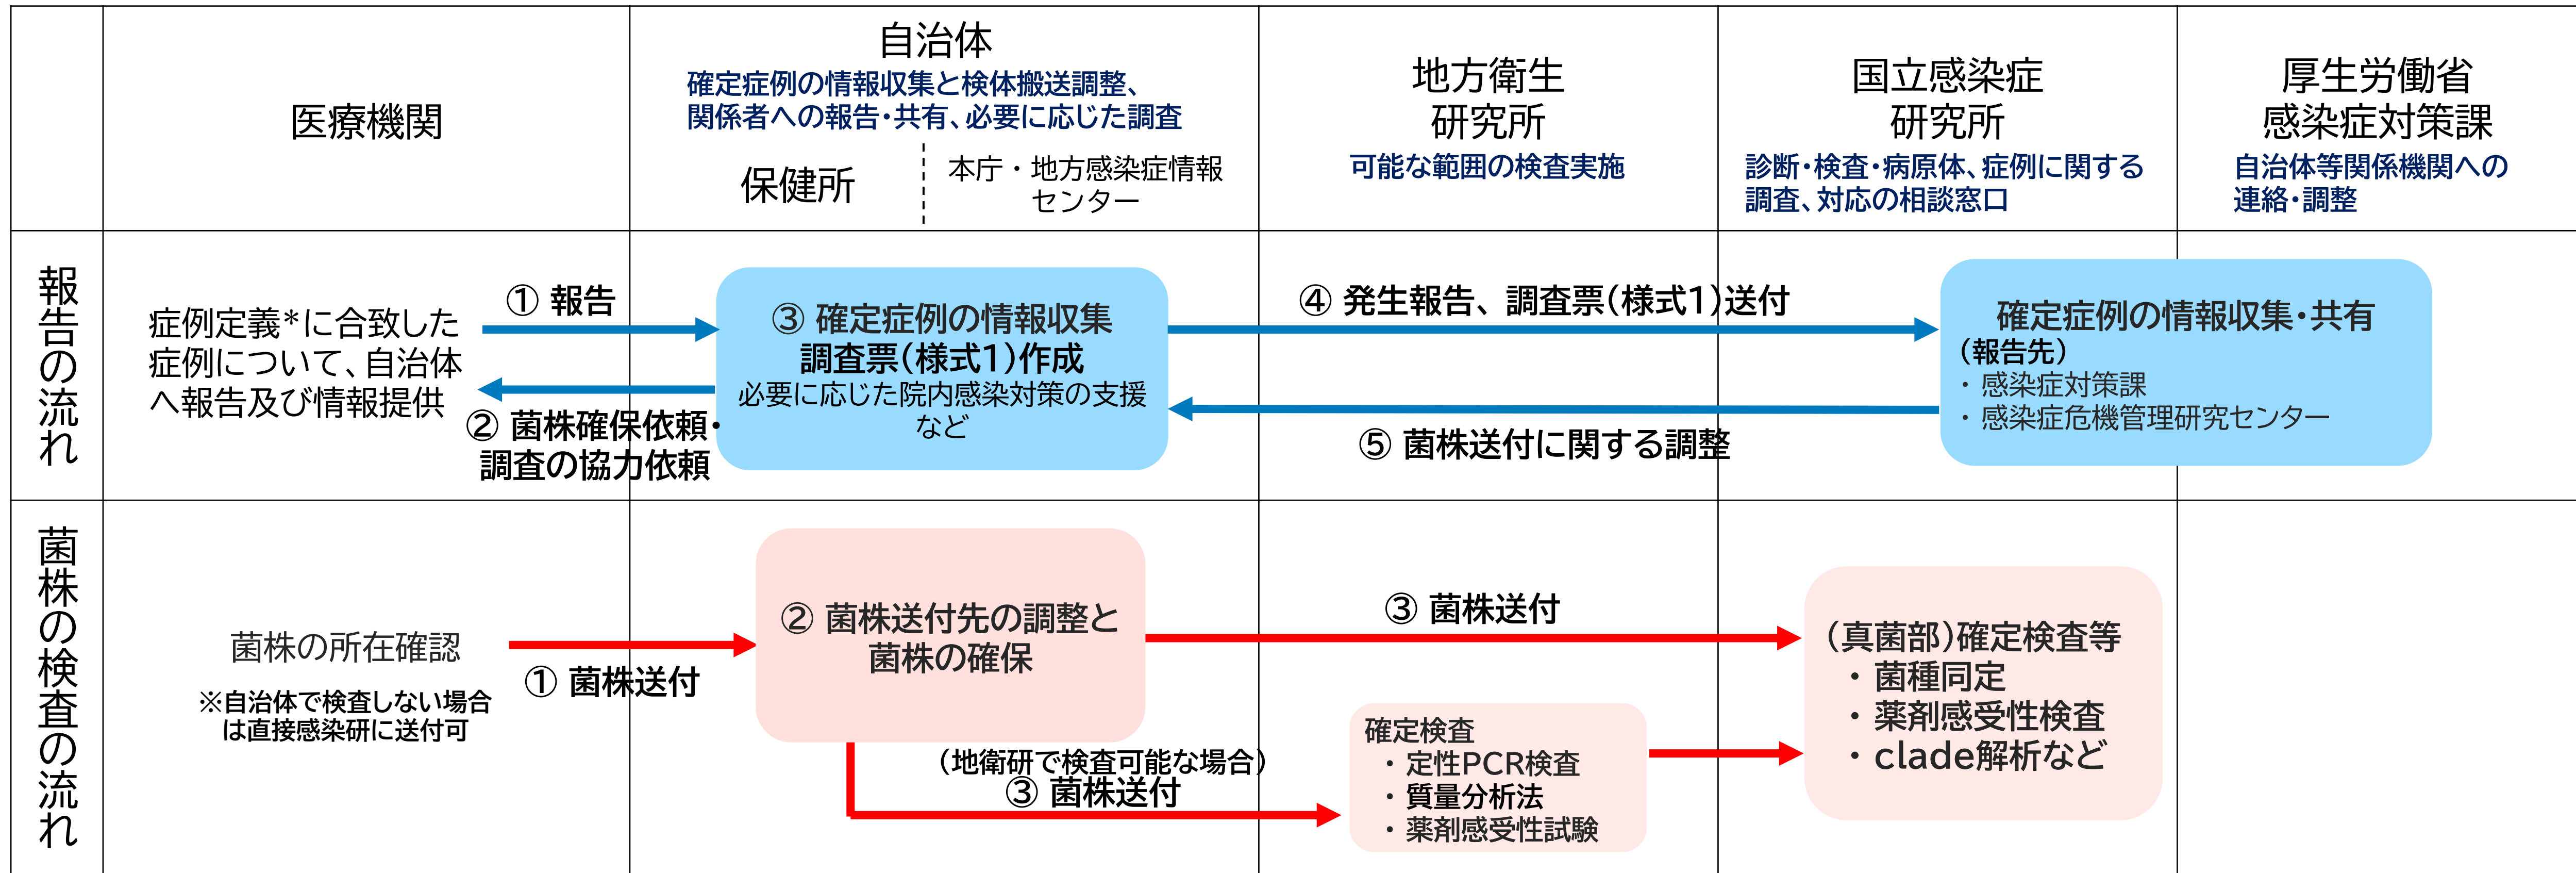 医療機関
自治体
確定症例の情報収集と検体搬送調整、
関係者への報告・共有、必要に応じた調査
保健所
本庁・地方感染症情報
センター
地方衛生
研究所
可能な範囲の検査実施
国立感染症
研究所
診断・検査・病原体、症例に関する
調査、対応の相談窓口
厚生労働省
感染症対策課
自治体等関係機関への
連絡・調整
報告の流れ
症例定義*に合致した
症例について、自治体
へ報告及び情報提供
① 報告
② 菌株確保依頼・
調査の協力依頼
③ 確定症例の情報収集
調査票(様式1)作成
必要に応じた院内感染対策の支援
など
④ 発生報告、調査票(様式1)送付
⑤ 菌株送付に関する調整
確定症例の情報収集・共有
(報告先)
・ 感染症対策課
・ 感染症危機管理研究センター
菌株の検査の流れ
菌株の所在確認
※自治体で検査しない場合
は直接感染研に送付可
① 菌株送付
② 菌株送付先の調整と
菌株の確保
③ 菌株送付
(地衛研で検査可能な場合)
③ 菌株送付
確定検査
・ 定性PCR検査
・ 質量分析法
・ 薬剤感受性試験
(真菌部)確定検査等
・ 菌種同定
・ 薬剤感受性検査
・ clade解析など